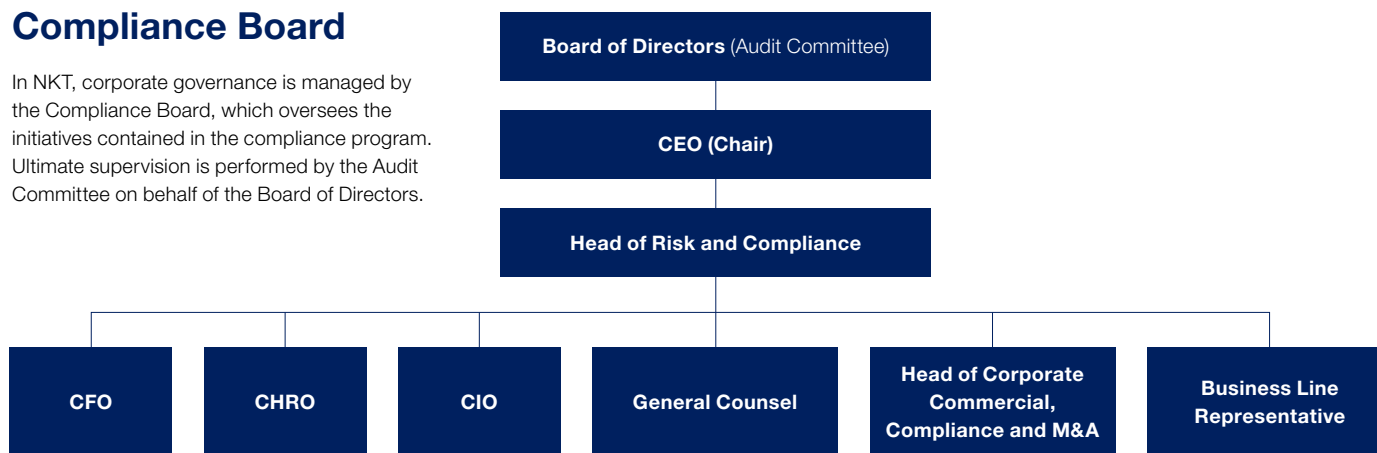 Compliance Board
In NKT, corporate governance is managed by
the Compliance Board, which oversees the
initiatives contained in the compliance program.
Ultimate supervision is performed by the Audit
Committee on behalf of the Board of Directors.
Board of Directors (Audit Committee)
CEO (Chair)
Head of Risk and Compliance
CFO
CHRO
CIO
General Counsel
Head of Corporate
Commercial,
Compliance and M&A
Business Line
Representative